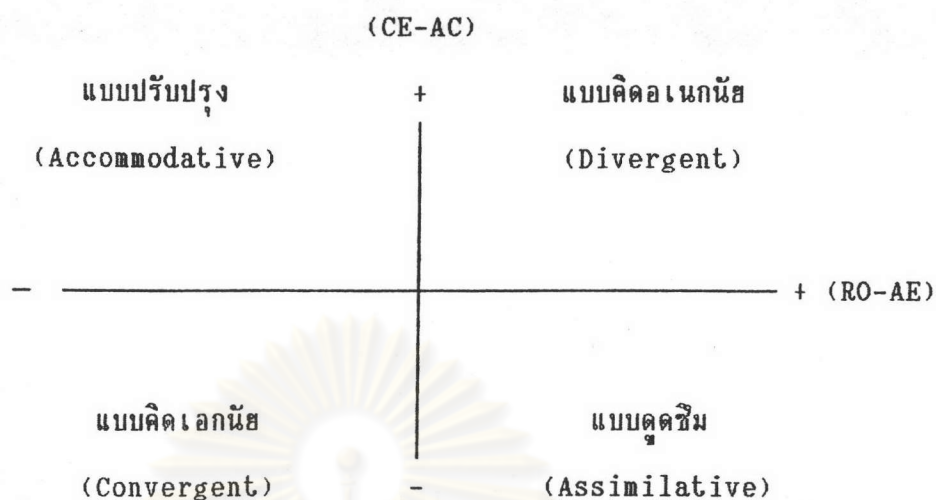 (CE-AC)
แบบปรับปรุง + แบบคิดอเนกนัย
(Accommodative) (Divergent)
— + (RO-AE)
แบบคิดเอกนัย แบบดูดซึม
(Convergent) - (Assimilative)